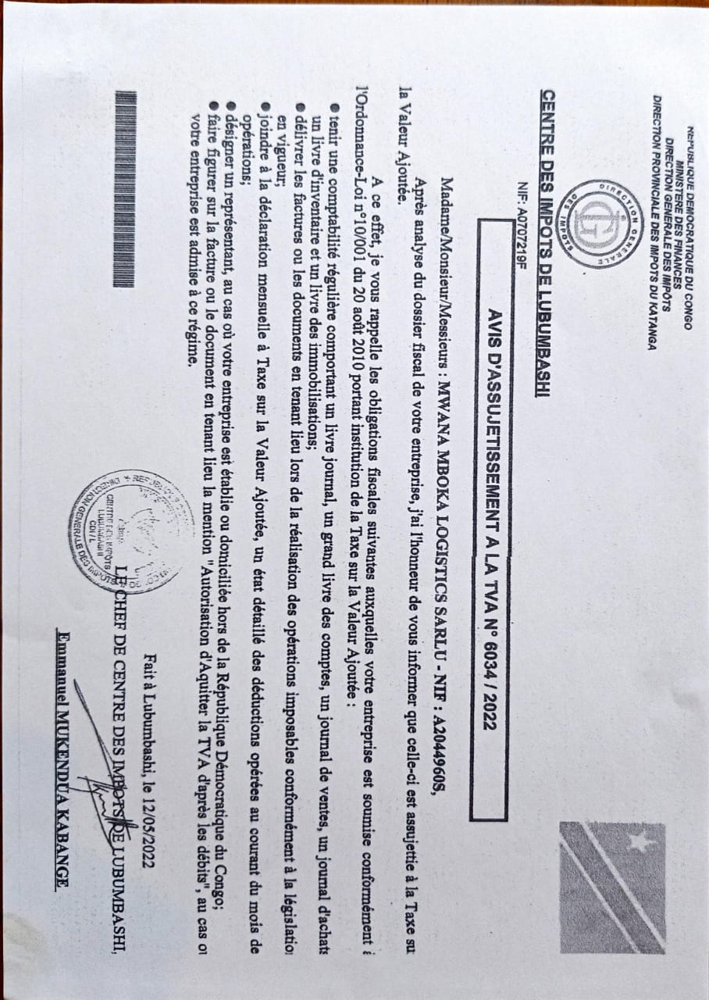 REPUBLIQUE DEMOCRATIQUE DU CONGO
MINISTERE DES FINANCES
DIRECTION GENERALE DES IMPÔTS
DIRECTION PROVINCIALE DES IMPOTS DU KATANGA
DIRECTION GENERALE DES IMPOTS
CENTRE DES IMPOTS DE LUBUMBASHI
NIF: A0707219F
AVIS D'ASSUJETISSEMENT A LA TVA N° 6034 / 2022
Madame/Monsieur/Messieurs : MWANA MBOKA LOGISTICS SARLU - NIF : A2044960S,
Après analyse du dossier fiscal de votre entreprise, j'ai l'honneur de vous informer que celle-ci est assujettie à la Taxe su
la Valeur Ajoutée.
A ce effet, je vous rappelle les obligations fiscales suivantes auxquelles votre entreprise est soumise conformément à
l'Ordonnance-Loi n°10/001 du 20 août 2010 portant institution de la Taxe sur la Valeur Ajoutée :
● tenir une comptabilité régulière comportant un livre journal, un grand livre des comptes, un journal de ventes, un journal d'achats
un livre d'inventaire et un livre des immobilisations;
● délivrer les factures ou les documents en tenant lieu lors de la réalisation des opérations imposables conformément à la législation
en vigueur;
● joindre à la déclaration mensuelle à Taxe sur la Valeur Ajoutée, un état détaillé des déductions opérées au courant du mois de
opérations;
● désigner un représentant, au cas où votre entreprise est établie ou domiciliée hors de la République Démocratique du Congo;
● faire figurer sur la facture ou le document en tenant lieu la mention "Autorisation d'Aquitter la TVA d'après les débits", au cas où
votre entreprise est admise à ce régime.
Fait à Lubumbashi, le 12/05/2022
LE CHEF DE CENTRE DES IMPOTS DE LUBUMBASHI,
CENTRE DES IMPÔTS
LUBUMBASHI
CDI/L
DIRECTION GENERALE DES IMPOTS
Emmanuel MUKENDUA KABANGE